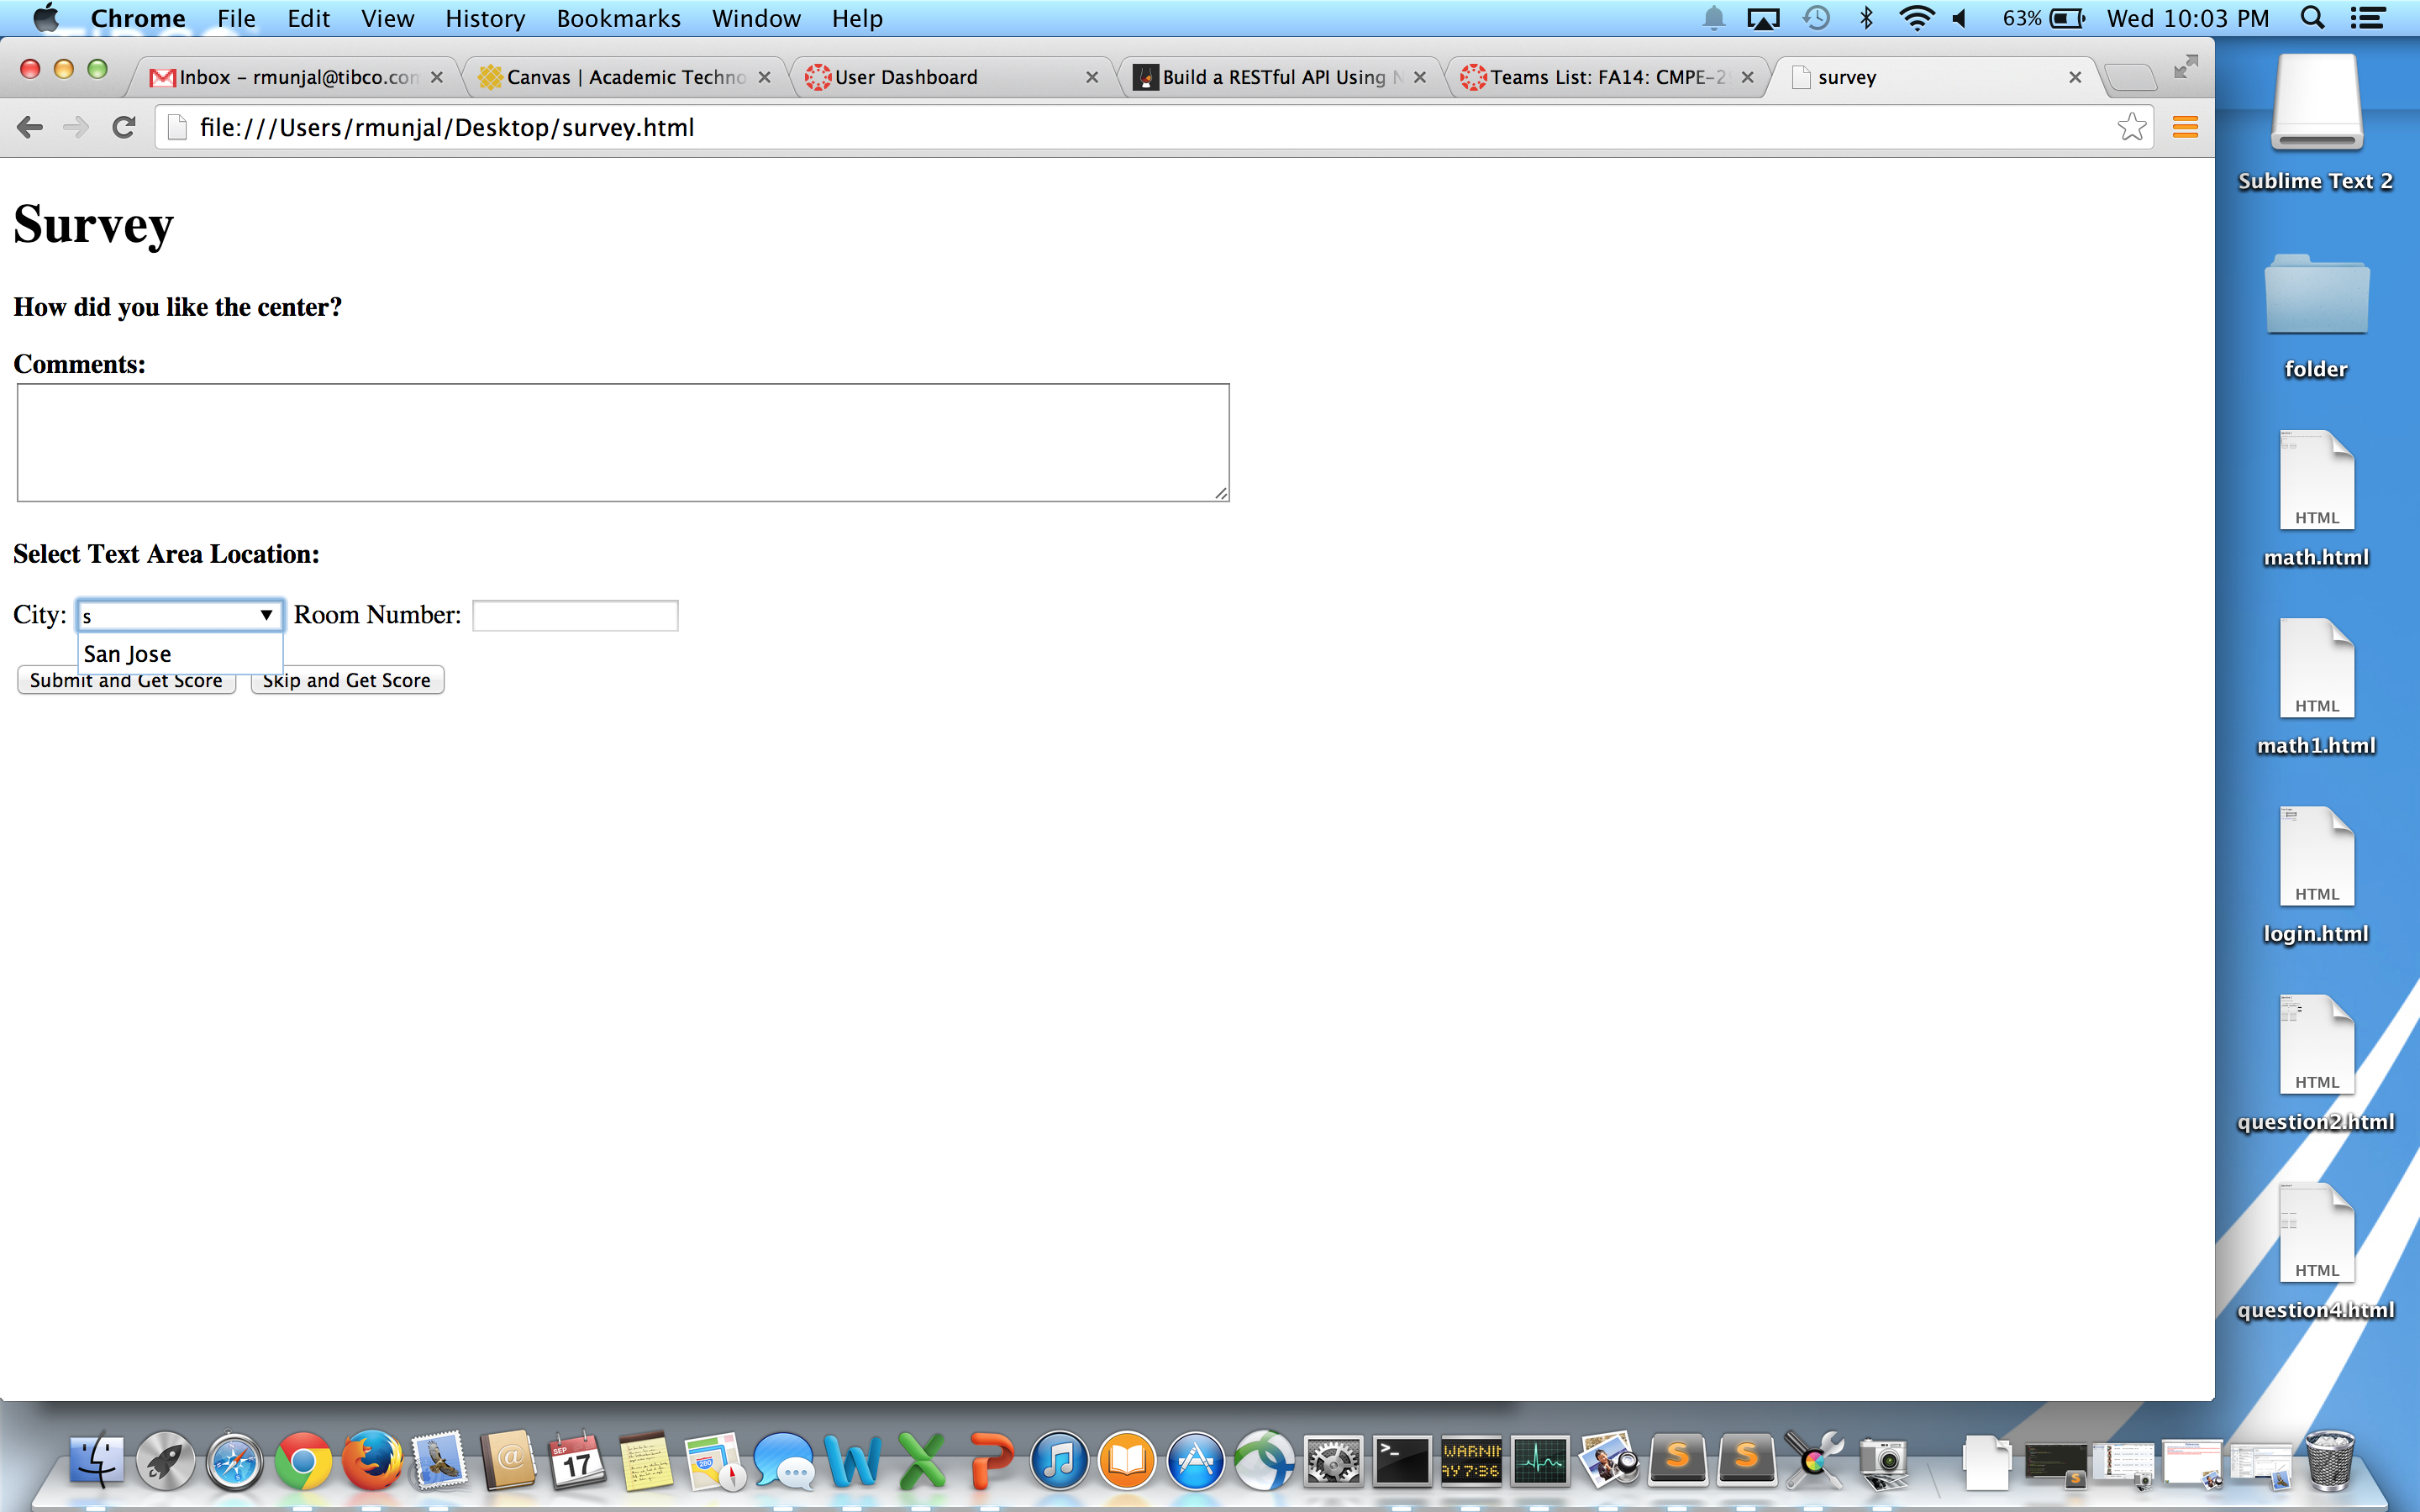 Chrome File Edit View History Bookmarks Window Help 63% Wed 10:03 PM
Inbox - rmunjal@tibco.con Canvas | Academic Techno User Dashboard Build a RESTful API Using N Teams List: FA14: CMPE-2 survey
file:///Users/rmunjal/Desktop/survey.html
Survey
How did you like the center?
Comments:
Select Text Area Location:
City: s Room Number:
San Jose
Submit and Get Score Skip and Get Score
Sublime Text 2
folder
HTML
math.html
HTML
math1.html
HTML
login.html
HTML
question2.html
HTML
question4.html
SEP
17
280
WARNIN
AY 7:36